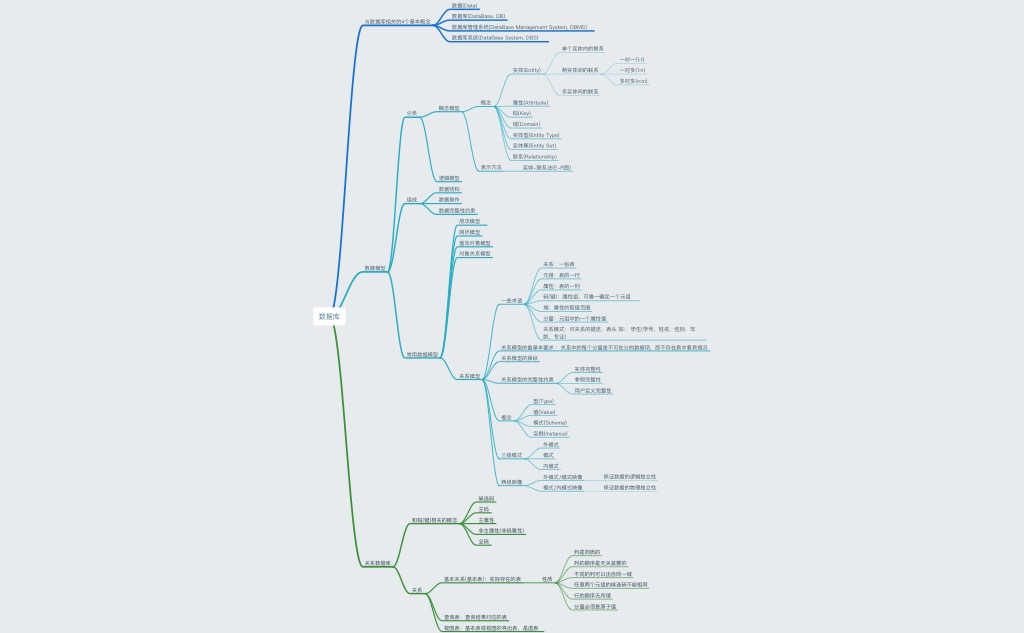 与数据库相关的4个基本概念
数据(Data)
数据库(DataBase, DB)
数据库管理系统(DataBase Management System, DBMS)
数据库系统(DataBase System, DBS)
数据库
数据模型
分类
概念模型
概念
实体(Entity)
单个实体内的联系
两实体间的联系
一对一(1:1)
一对多(1:n)
多对多(n:m)
多实体间的联系
属性(Attribute)
码(Key)
域(Domain)
实体型(Entity Type)
实体集(Entity Set)
联系(Relationship)
表示方法
实体-联系法(E-R图)
逻辑模型
组成
数据结构
数据操作
数据完整性约束
常用数据模型
层次模型
网状模型
面向对象模型
对象关系模型
关系模型
一些术语
关系：一张表
元组：表的一行
属性：表的一列
码(键)：属性组，可唯一确定一个元组
域：属性的取值范围
分量：元组中的一个属性值
关系模式：对关系的描述，表头 如： 学生(学号、姓名、性别、年
龄、专业)
关系模型的最基本要求 ：关系中的每个分量是不可在分的数据项，即不存在表中套表情况
关系模型的操纵
关系模型的完整性约束
实体完整性
参照完整性
用户定义完整性
概念
型(Type)
值(Value)
模式(Schema)
实例(Instance)
三级模式
外模式
模式
内模式
两级映像
外模式/模式映像
保证数据的逻辑独立性
模式/内模式映像
保证数据的物理独立性
关系数据库
和码(键)相关的概念
候选码
主码
主属性
非主属性(非码属性)
全码
关系
基本关系(基本表)：实际存在的表
性质
列是同质的
列的顺序是无关紧要的
不同的列可以出自同一域
任意两个元组的候选码不能相同
行的顺序无所谓
分量必须是原子值
查询表：查询结果对应的表
视图表：基本表或视图的导出表，是虚表